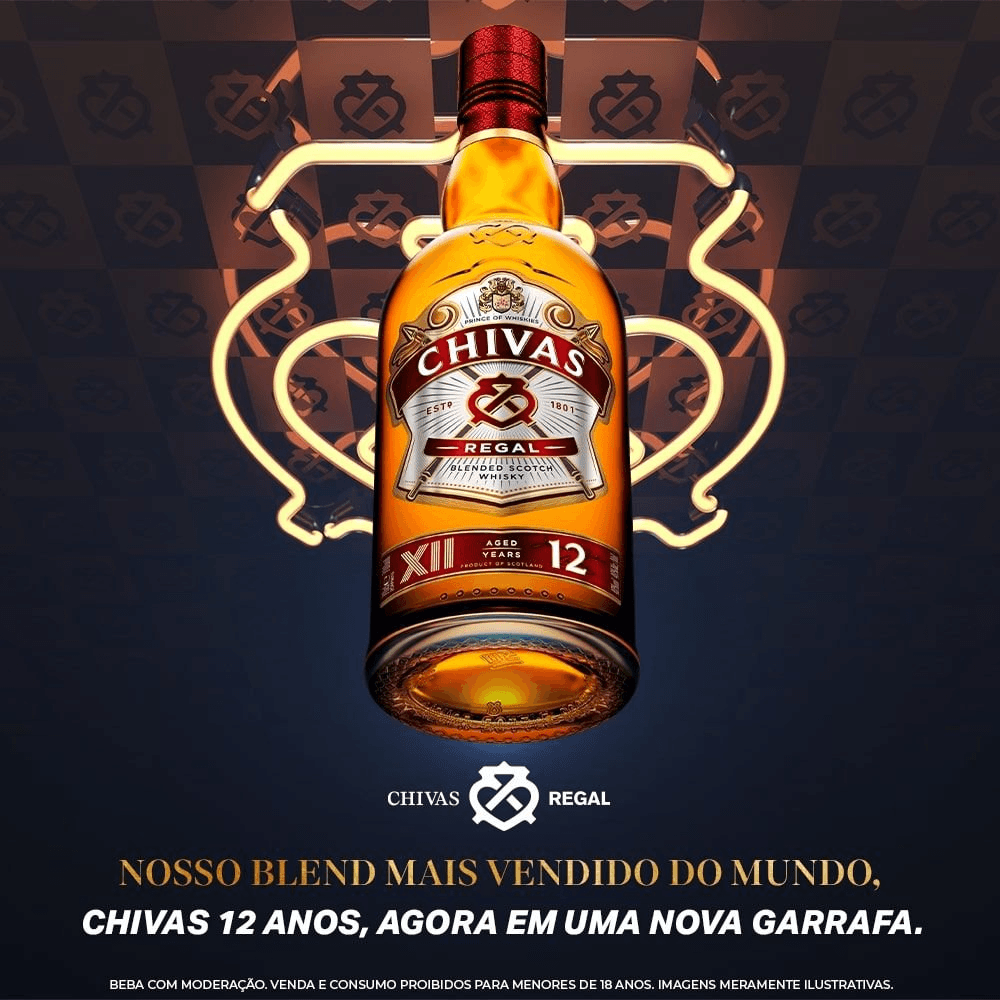 PRINCE OF WHISKIES
CHIVAS
ESTD 1801
REGAL
BLENDED SCOTCH
WHISKY
XII AGED YEARS 12
PRODUCT OF SCOTLAND
CHIVAS REGAL
NOSSO BLEND MAIS VENDIDO DO MUNDO,
CHIVAS 12 ANOS, AGORA EM UMA NOVA GARRAFA.
BEBA COM MODERAÇÃO. VENDA E CONSUMO PROIBIDOS PARA MENORES DE 18 ANOS. IMAGENS MERAMENTE ILUSTRATIVAS.